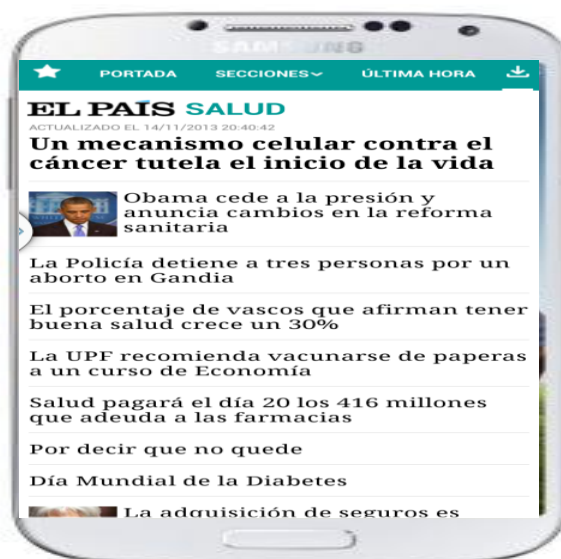 SAMSUNG
PORTADA SECCIONES ÚLTIMA HORA
EL PAÍS SALUD
ACTUALIZADO EL 14/11/2013 20:40:42
Un mecanismo celular contra el
cáncer tutela el inicio de la vida
Obama cede a la presión y
anuncia cambios en la reforma
sanitaria
La Policía detiene a tres personas por un
aborto en Gandia
El porcentaje de vascos que afirman tener
buena salud crece un 30%
La UPF recomienda vacunarse de paperas
a un curso de Economía
Salud pagará el día 20 los 416 millones
que adeuda a las farmacias
Por decir que no quede
Día Mundial de la Diabetes
La adquisición de seguros es